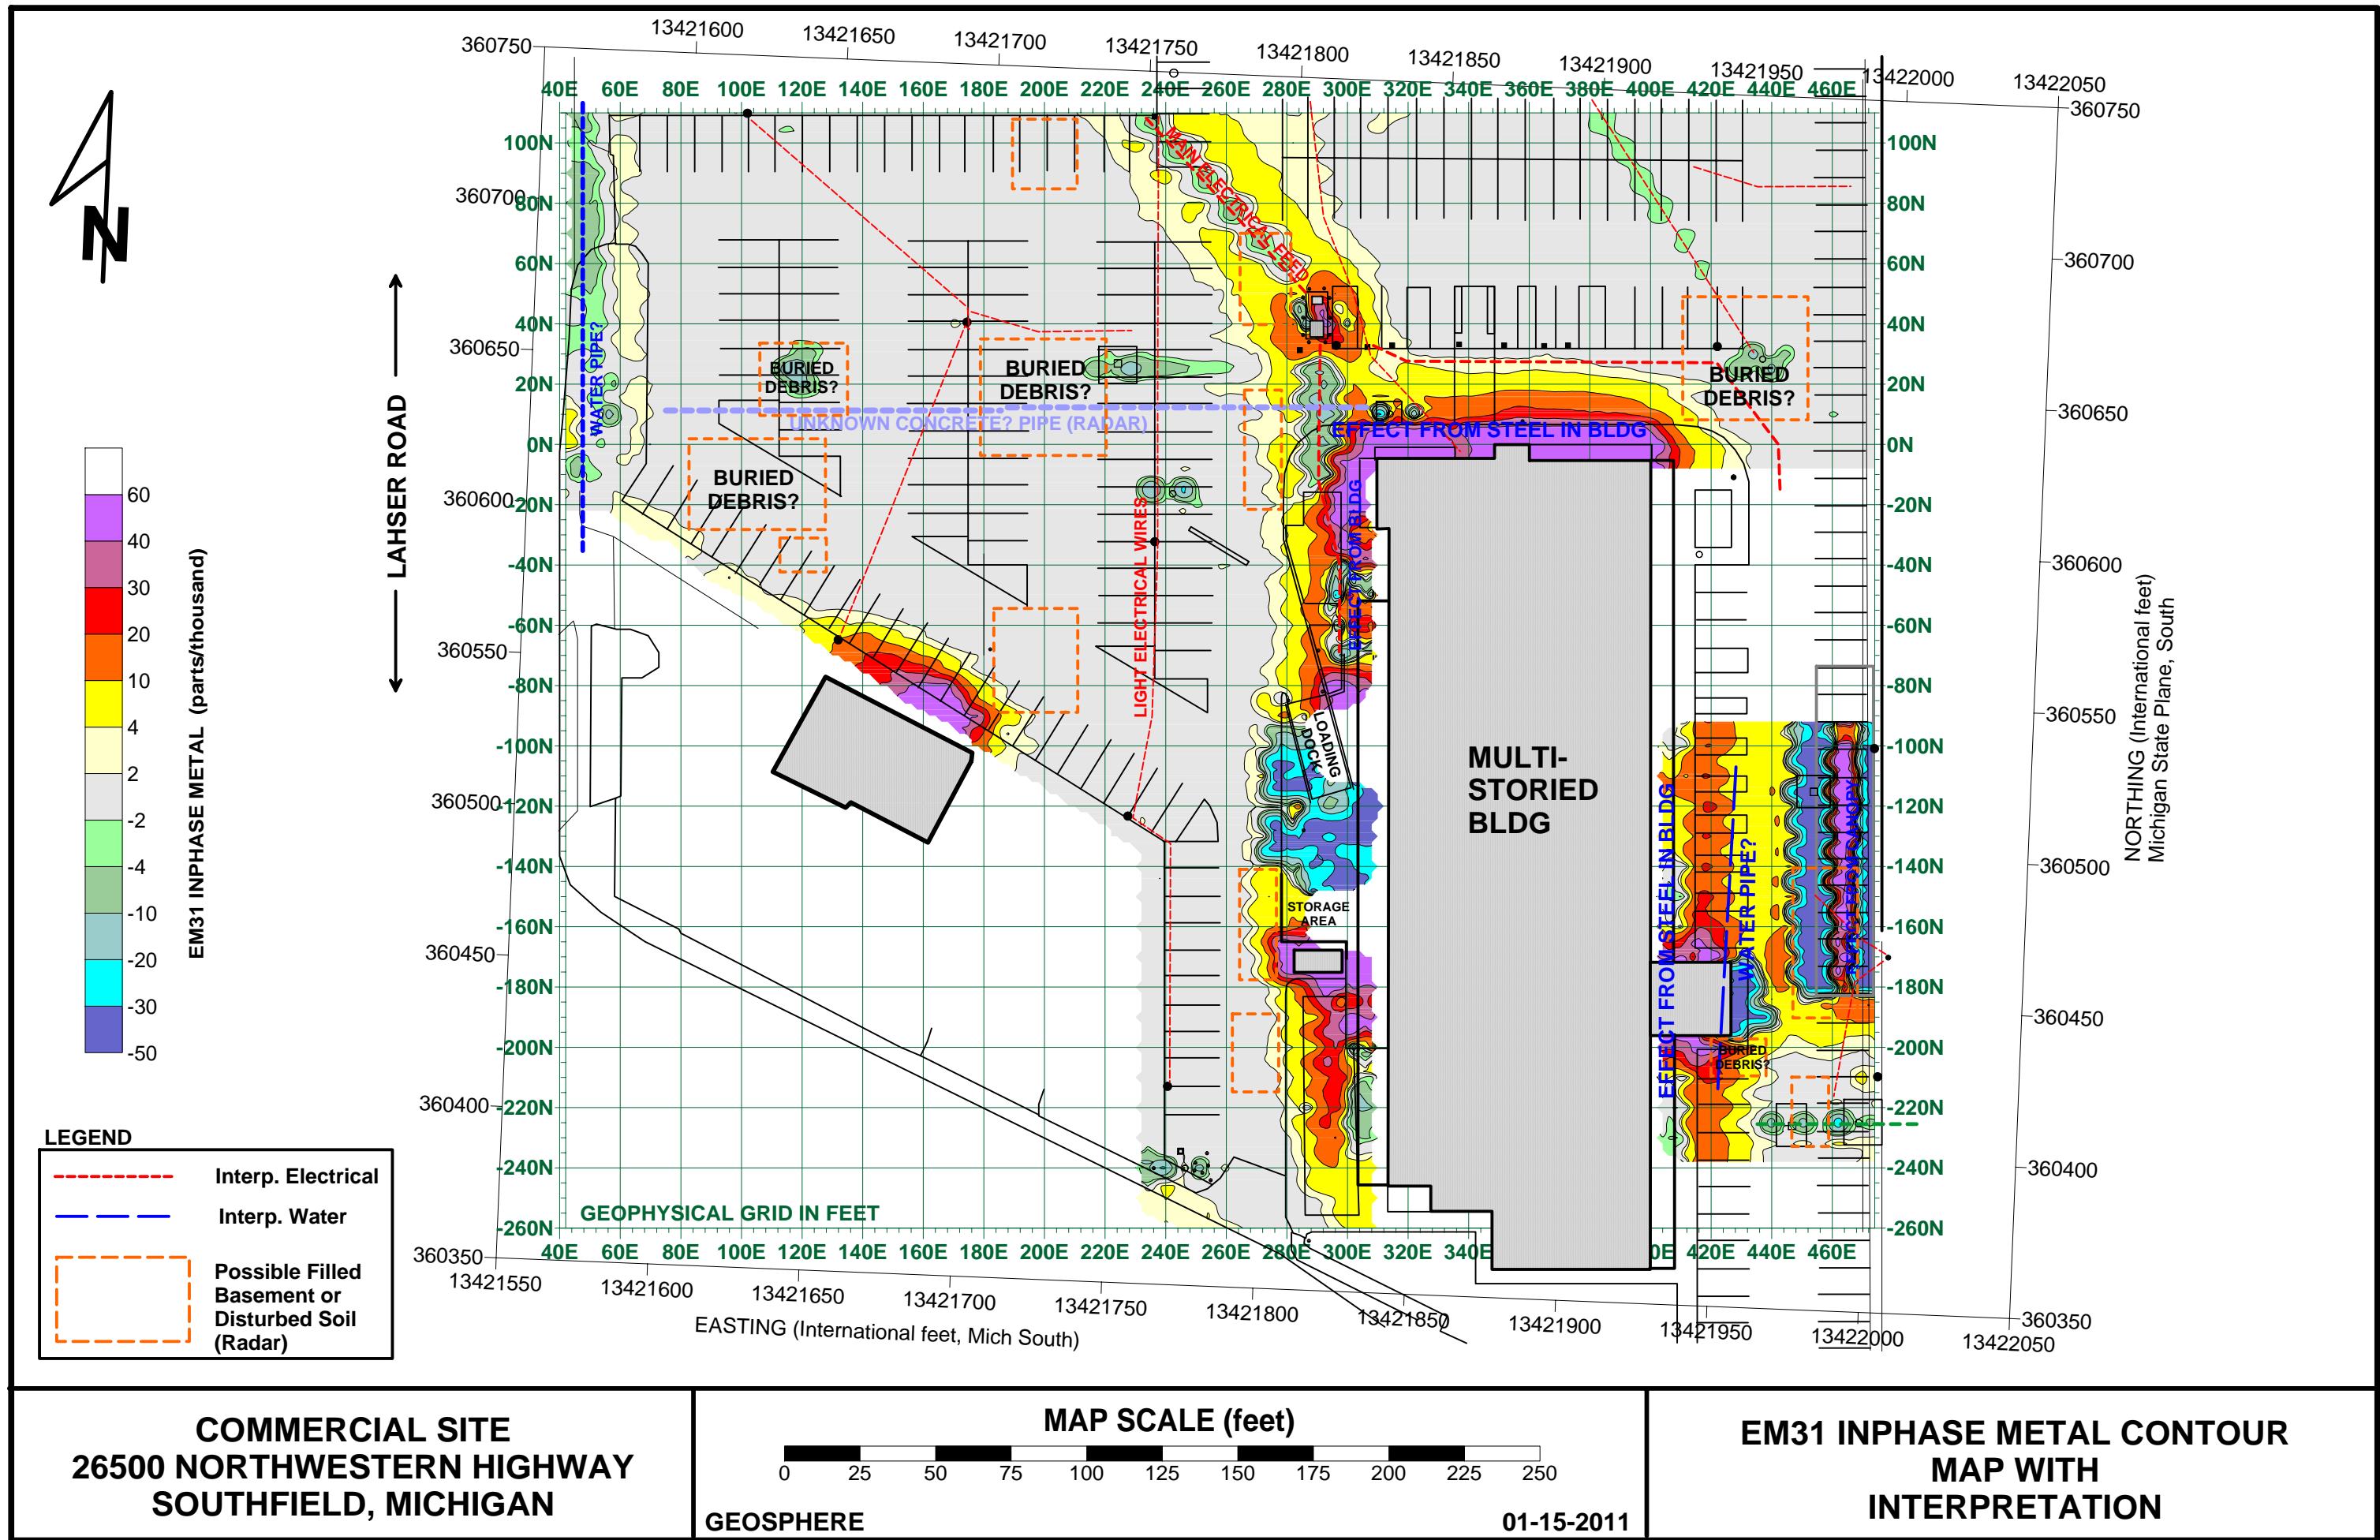 13421600 13421650 13421700 13421750 13421800 13421850 13421900 13421950 13422000 13422050
360750
360750
40E 60E 80E 100E 120E 140E 160E 180E 200E 220E 240E 260E 280E 300E 320E 340E 360E 380E 400E 420E 440E 460E
N
LAHSER ROAD
100N
80N
60N
40N
20N
0N
-20N
-40N
-60N
-80N
-100N
-120N
-140N
-160N
-180N
-200N
-220N
-240N
-260N
360700
360650
360600
360550
360500
360450
360400
360350
100N
80N
60N
40N
20N
0N
-20N
-40N
-60N
-80N
-100N
-120N
-140N
-160N
-180N
-200N
-220N
-240N
-260N
360700
360650
360600
360550
360500
360450
360400
360350
NORTHING (International feet)
Michigan State Plane, South
MAIN ELECTRICAL FEED
WATER PIPE?
BURIED
DEBRIS?
BURIED
DEBRIS?
BURIED
DEBRIS?
BURIED
DEBRIS?
UNKNOWN CONCRETE? PIPE (RADAR)
EFFECT FROM STEEL IN BLDG
EFFECT FROM BLDG
LIGHT ELECTRICAL WIRES
LOADING
DOCK
MULTI-
STORIED
BLDG
STORAGE
AREA
EFFECT FROM STEEL IN BLDG
WATER PIPE?
EFFECT FROM CANOPY
BURIED
DEBRIS?
60
40
30
20
10
4
2
-2
-4
-10
-20
-30
-50
EM31 INPHASE METAL (parts/thousand)
GEOPHYSICAL GRID IN FEET
40E 60E 80E 100E 120E 140E 160E 180E 200E 220E 240E 260E 280E 300E 320E 340E 420E 440E 460E
13421550 13421600 13421650 13421700 13421750 13421800 13421850 13421900 13421950 13422000 13422050
EASTING (International feet, Mich South)
LEGEND
Interp. Electrical
Interp. Water
Possible Filled
Basement or
Disturbed Soil
(Radar)
COMMERCIAL SITE
26500 NORTHWESTERN HIGHWAY
SOUTHFIELD, MICHIGAN
MAP SCALE (feet)
0 25 50 75 100 125 150 175 200 225 250
GEOSPHERE
01-15-2011
EM31 INPHASE METAL CONTOUR
MAP WITH
INTERPRETATION